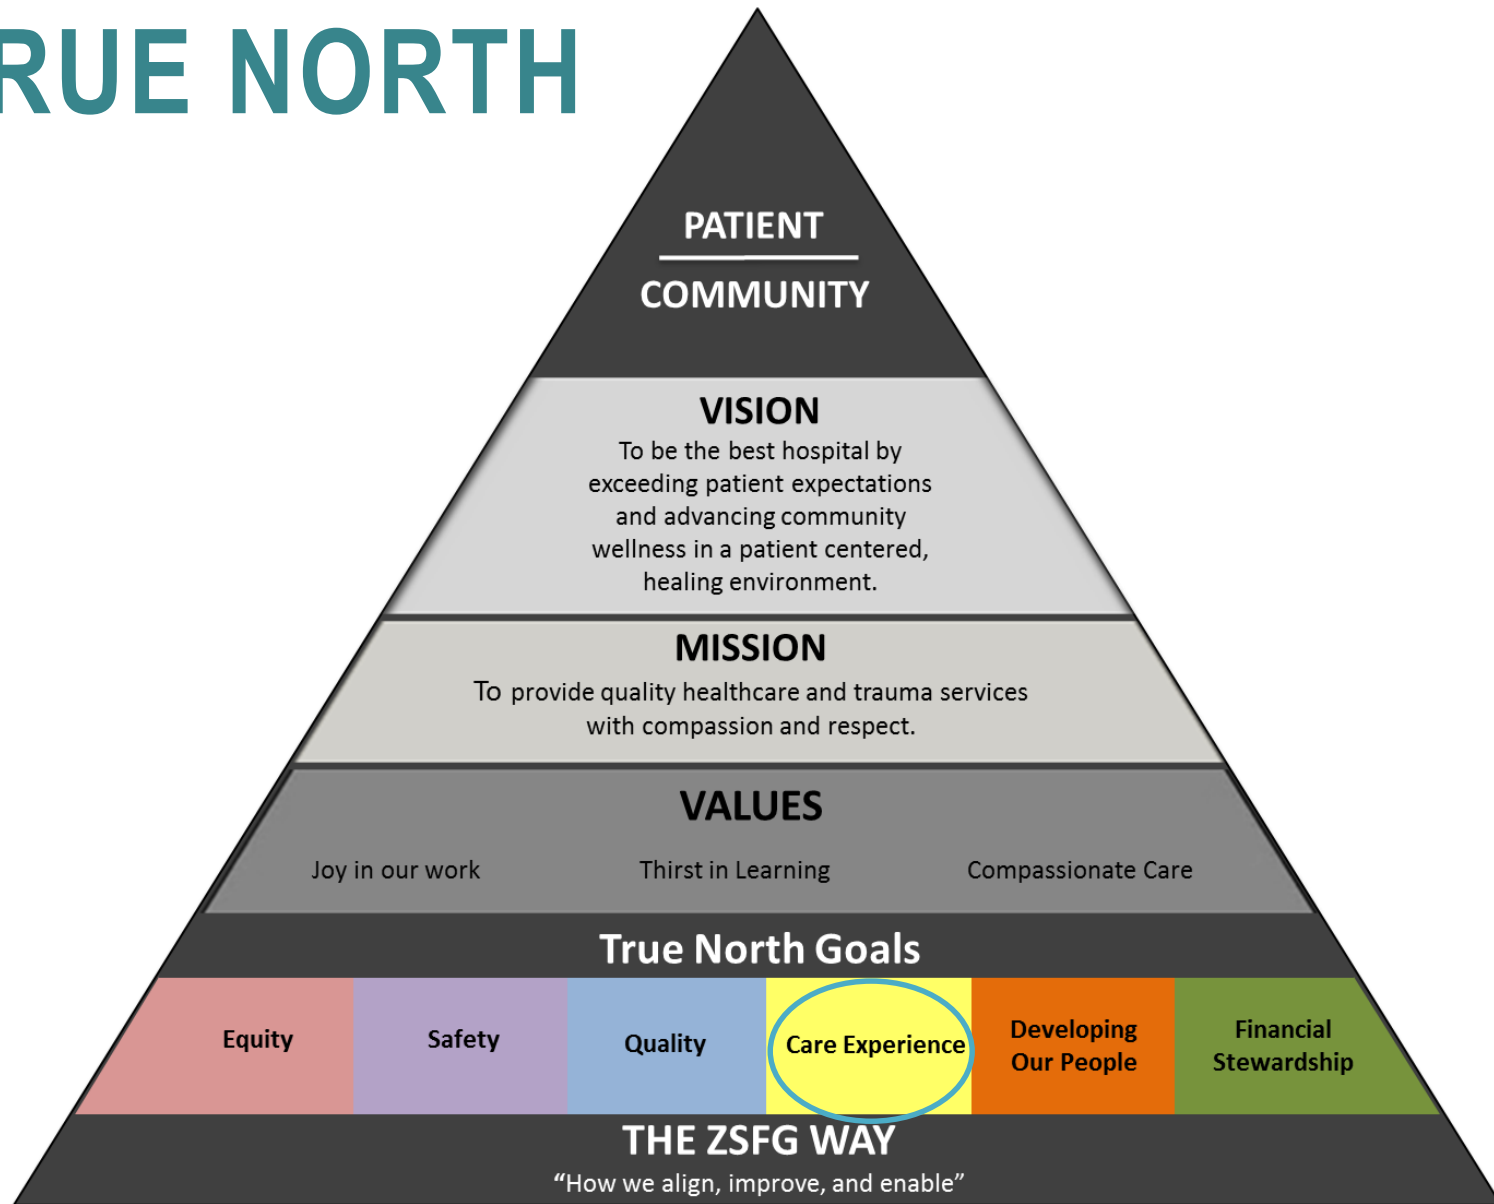 RUE NORTH
PATIENT
COMMUNITY
VISION
To be the best hospital by
exceeding patient expectations
and advancing community
wellness in a patient centered,
healing environment.
MISSION
To provide quality healthcare and trauma services
with compassion and respect.
VALUES
Joy in our work Thirst in Learning Compassionate Care
True North Goals
Equity
Safety
Quality
Care Experience
Developing
Our People
Financial
Stewardship
THE ZSFG WAY
“How we align, improve, and enable”